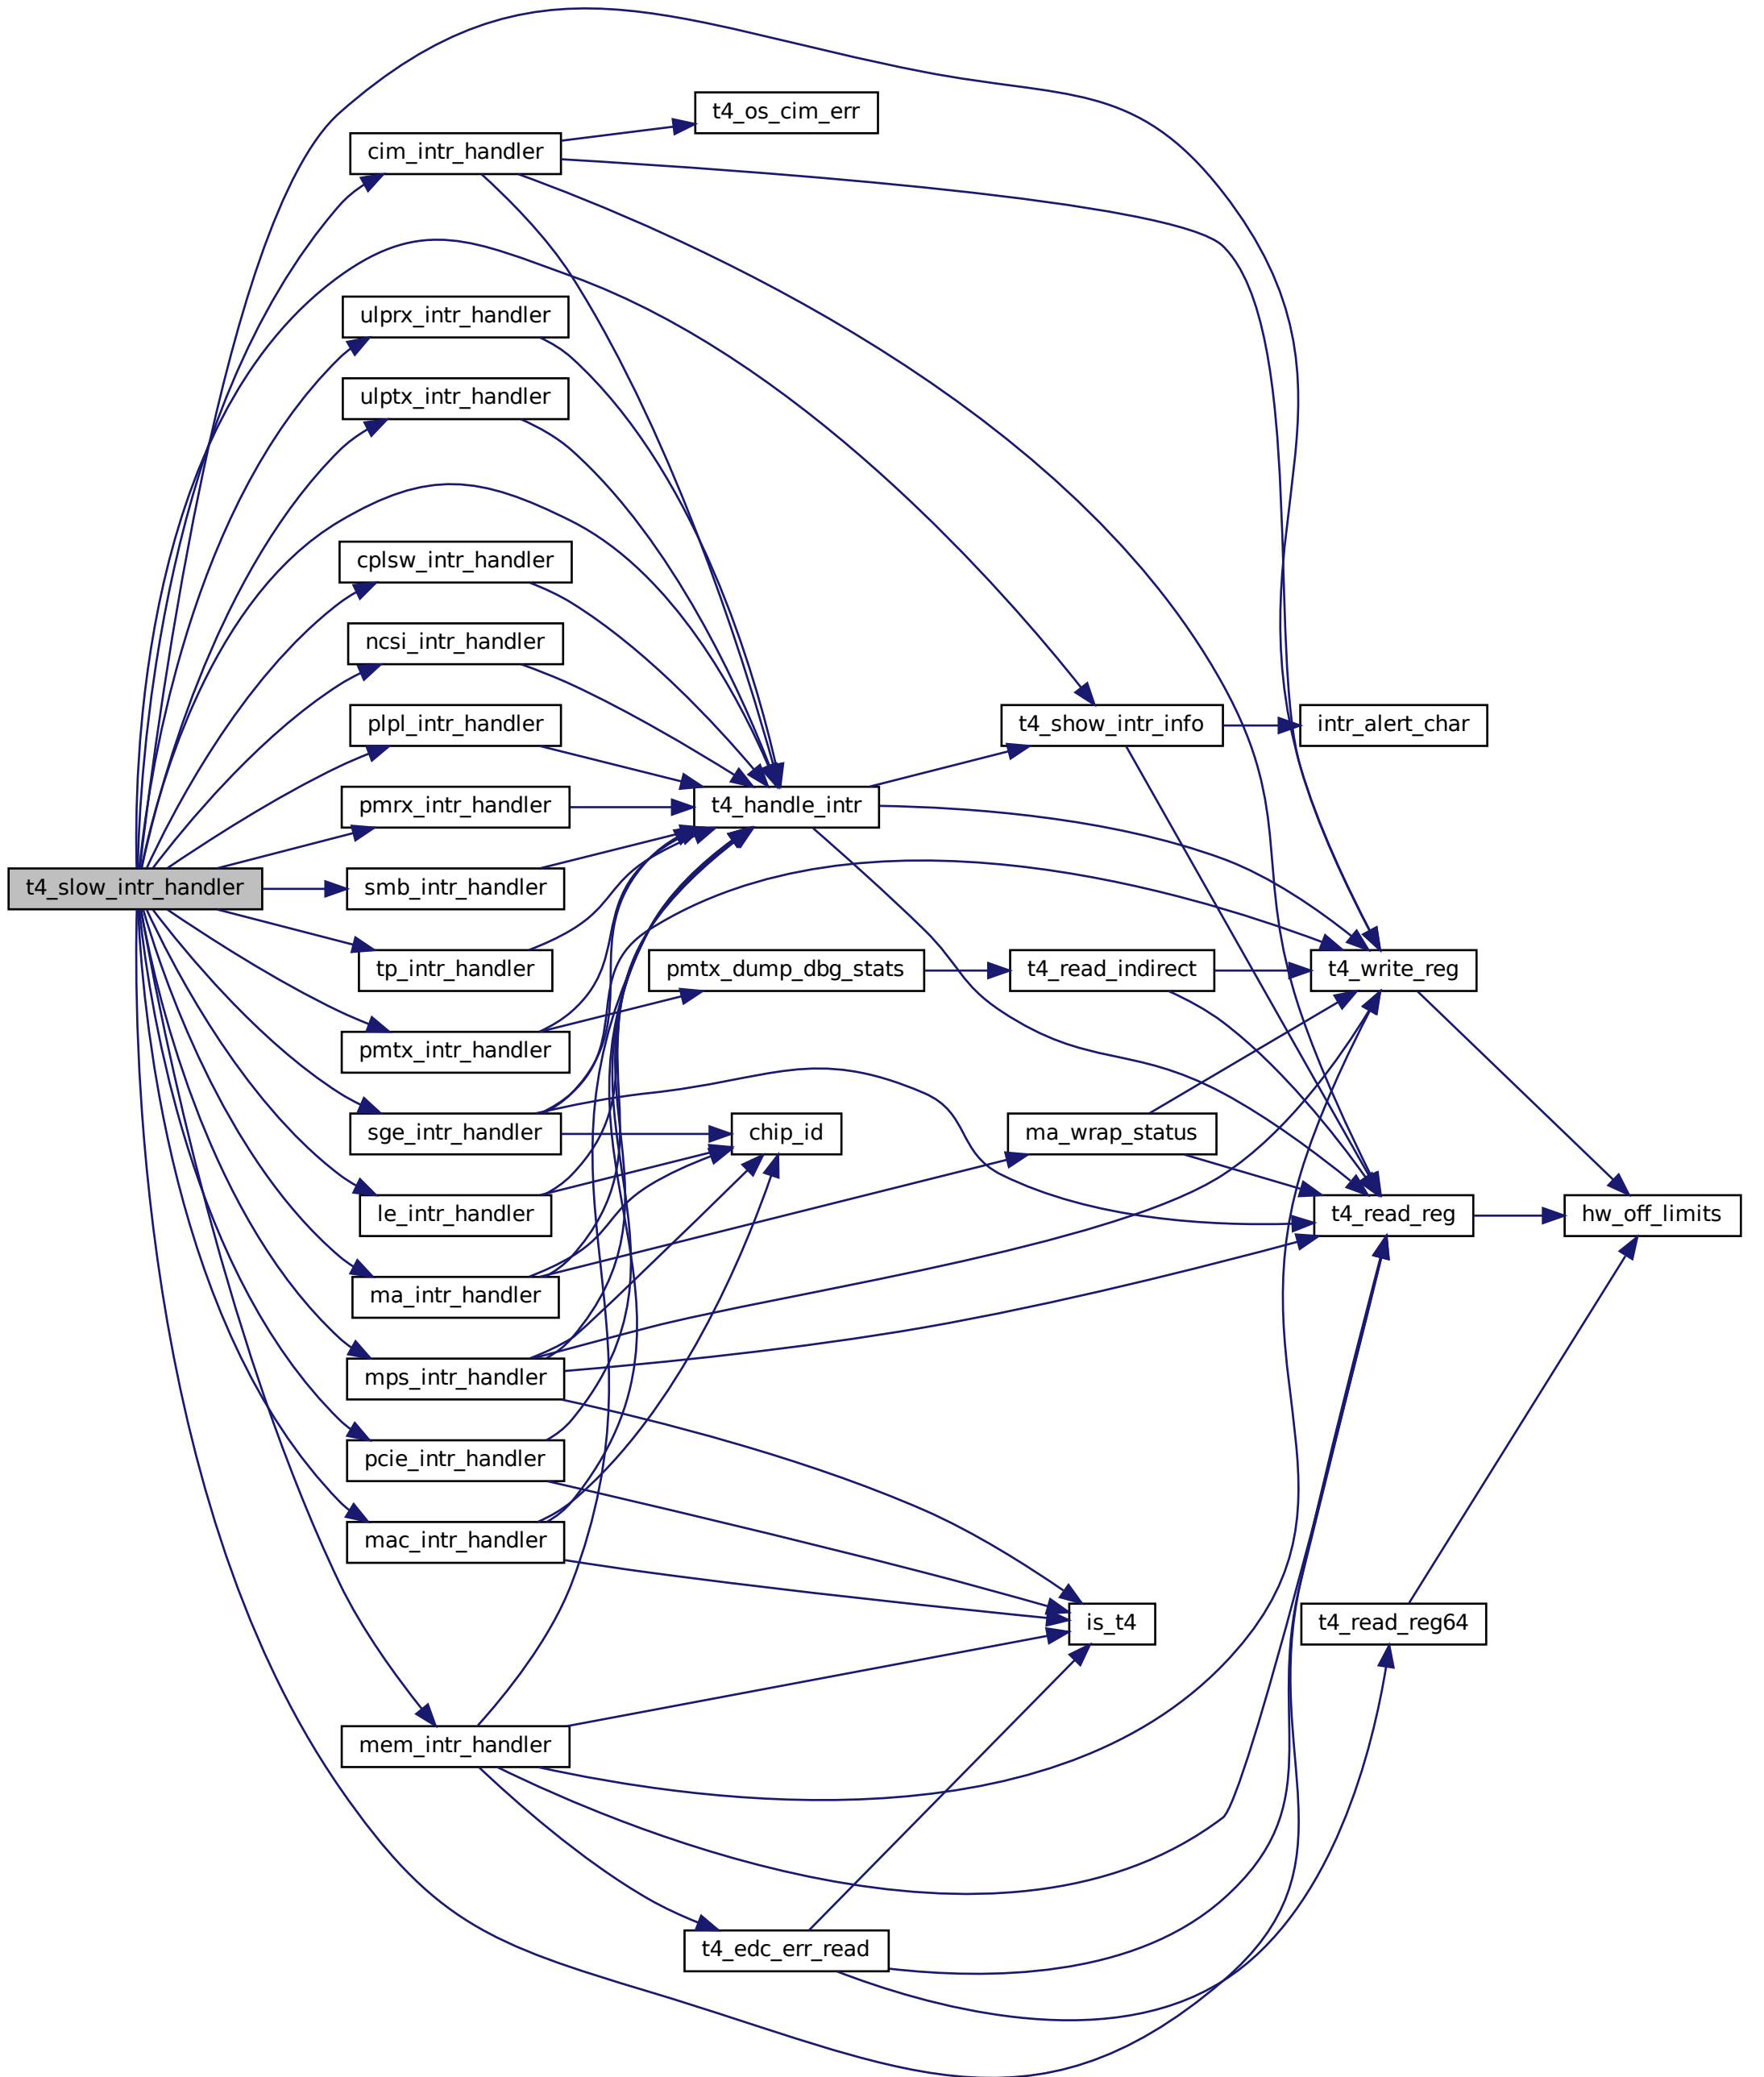 t4_os_cim_err
cim_intr_handler
ulprx_intr_handler
ulptx_intr_handler
cplsw_intr_handler
ncsi_intr_handler
plpl_intr_handler
t4_show_intr_info
intr_alert_char
pmrx_intr_handler
t4_handle_intr
t4_slow_intr_handler
smb_intr_handler
tp_intr_handler
pmtx_dump_dbg_stats
t4_read_indirect
t4_write_reg
pmtx_intr_handler
sge_intr_handler
chip_id
ma_wrap_status
le_intr_handler
t4_read_reg
hw_off_limits
ma_intr_handler
mps_intr_handler
pcie_intr_handler
mac_intr_handler
is_t4
t4_read_reg64
mem_intr_handler
t4_edc_err_read